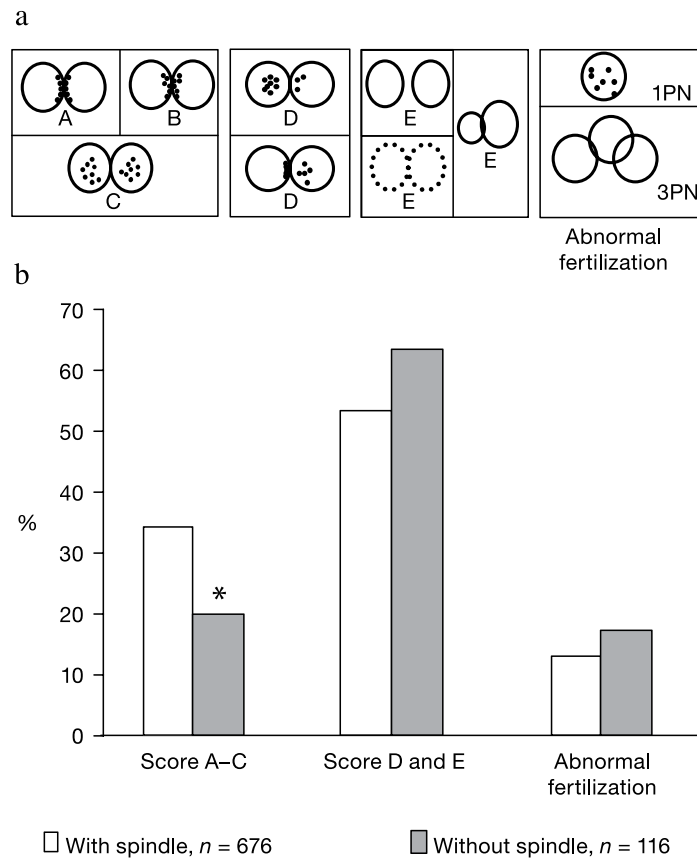 a
A
B
C
D
D
E
E
E
1PN
3PN
Abnormal
fertilization
b
70
60
50
40
30
20
10
0
%
*
Score A–C
Score D and E
Abnormal
fertilization
With spindle, n = 676
Without spindle, n = 116